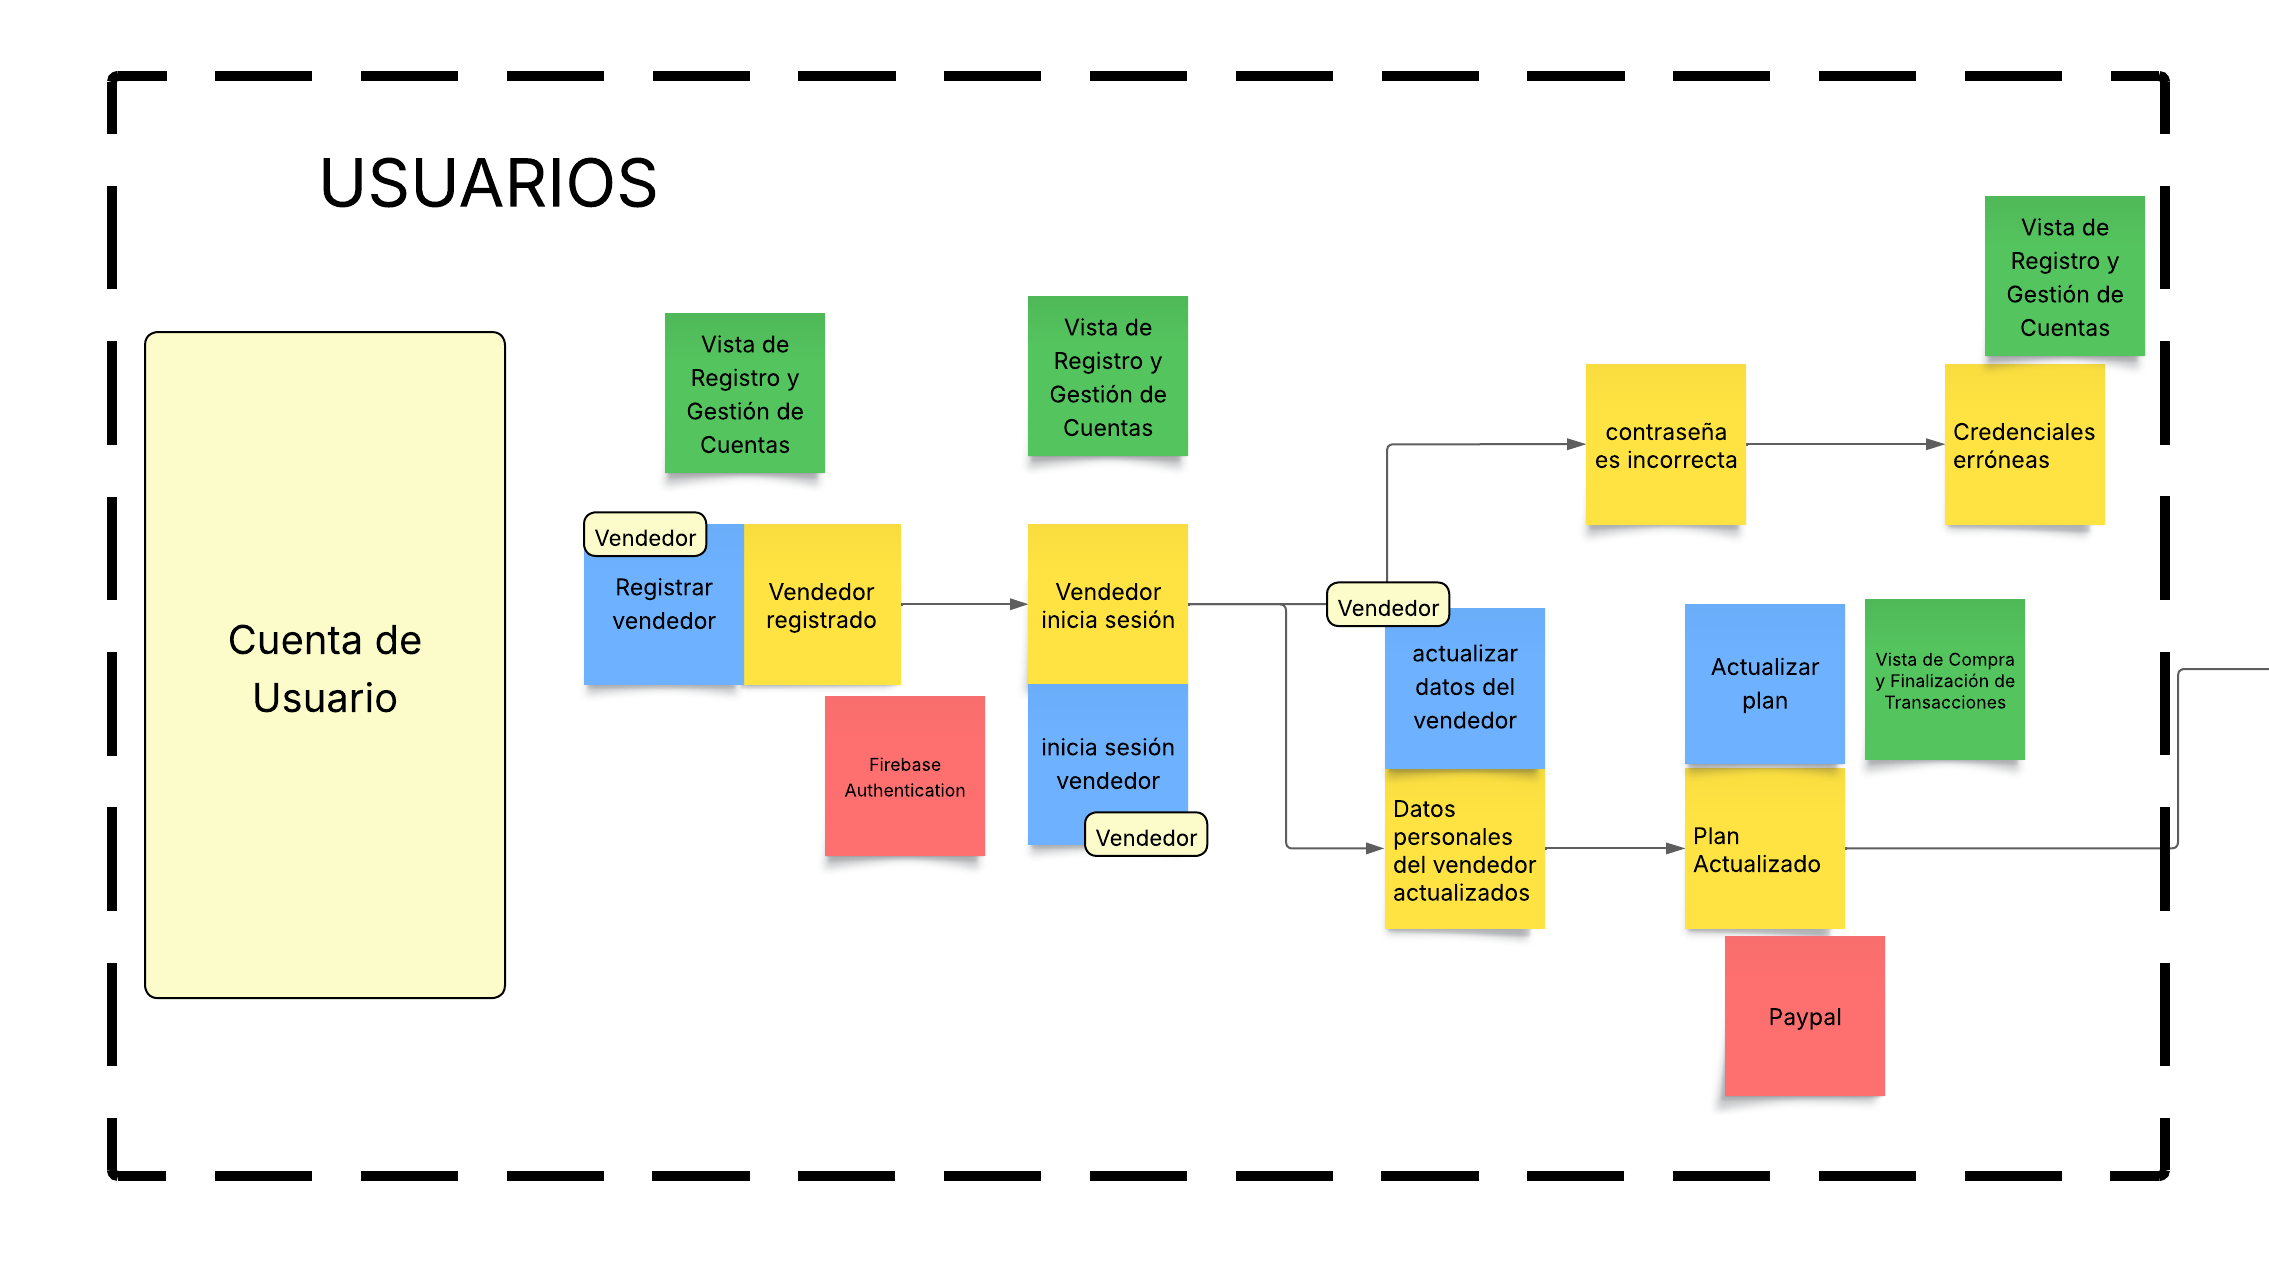 USUARIOS
Cuenta de
Usuario
Vista de
Registro y
Gestión de
Cuentas
Vendedor
Registrar
vendedor
Vendedor
registrado
Firebase
Authentication
Vista de
Registro y
Gestión de
Cuentas
Vendedor
inicia sesión
inicia sesión
vendedor
Vendedor
contraseña
es incorrecta
Vista de
Registro y
Gestión de
Cuentas
Credenciales
erróneas
Vendedor
actualizar
datos del
vendedor
Datos
personales
del vendedor
actualizados
Actualizar
plan
Vista de Compra
y Finalización de
Transacciones
Plan
Actualizado
Paypal